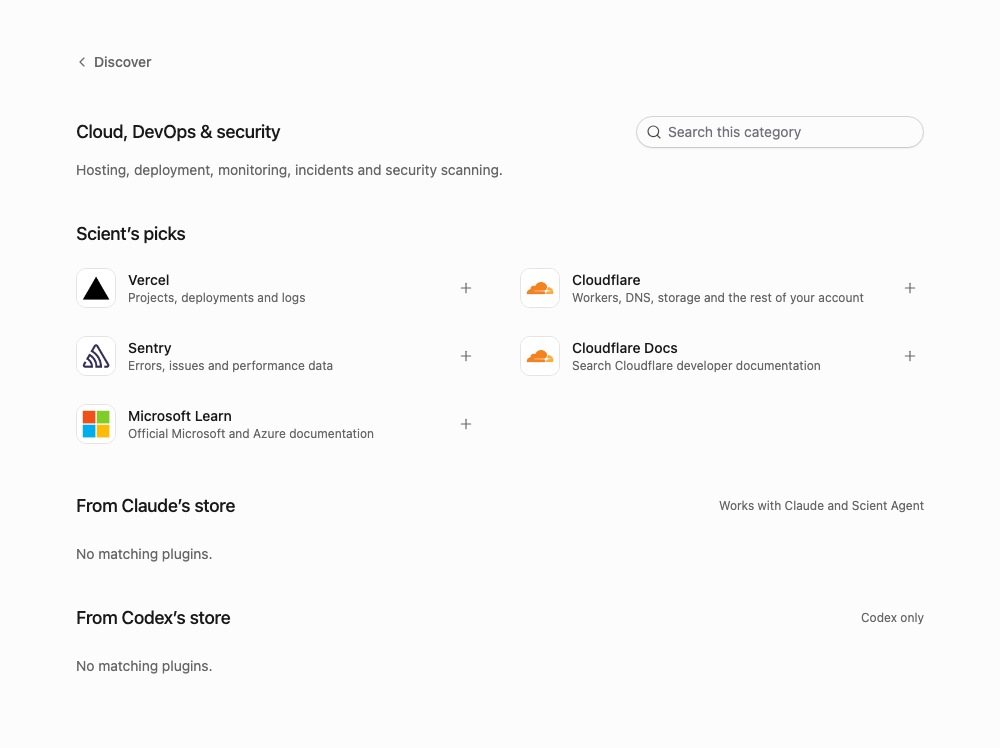 Discover
Cloud, DevOps & security
Search this category
Hosting, deployment, monitoring, incidents and security scanning.
Scient’s picks
Vercel
Projects, deployments and logs
Cloudflare
Workers, DNS, storage and the rest of your account
Sentry
Errors, issues and performance data
Cloudflare Docs
Search Cloudflare developer documentation
Microsoft Learn
Official Microsoft and Azure documentation
From Claude’s store
Works with Claude and Scient Agent
No matching plugins.
From Codex’s store
Codex only
No matching plugins.